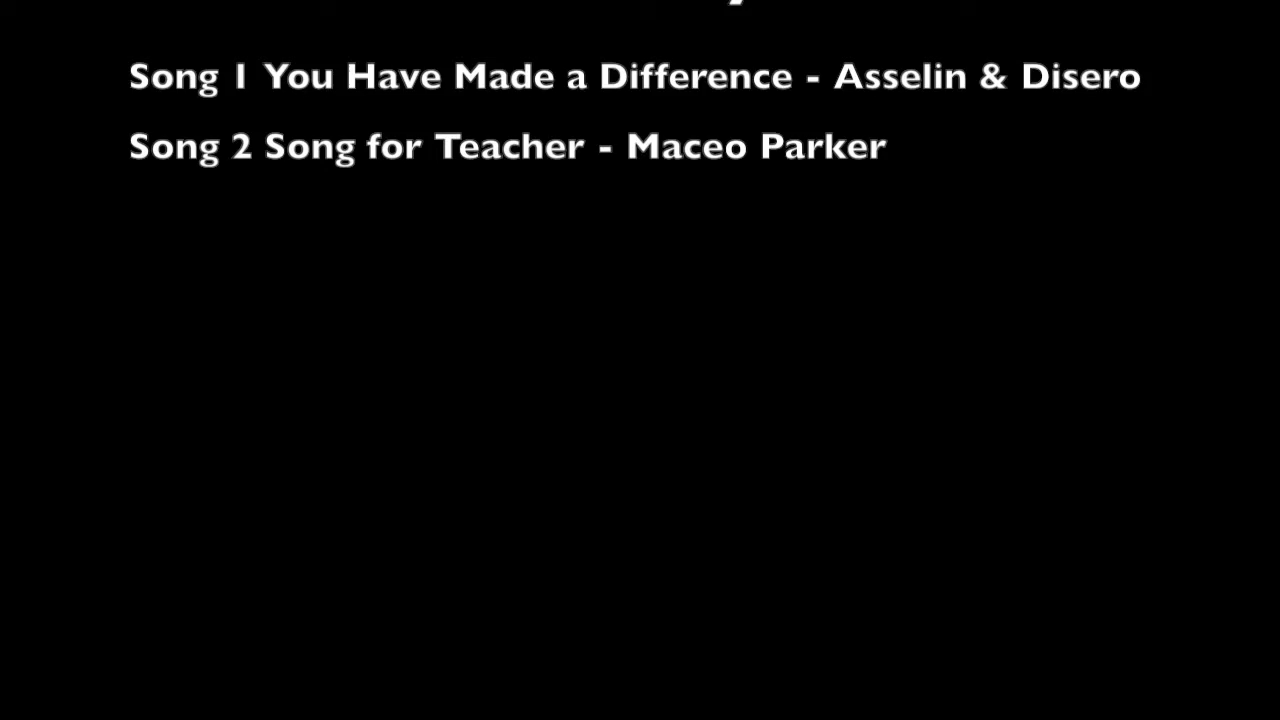 Song 1 You Have Made a Difference - Asselin & Disero
Song 2 Song for Teacher - Maceo Parker